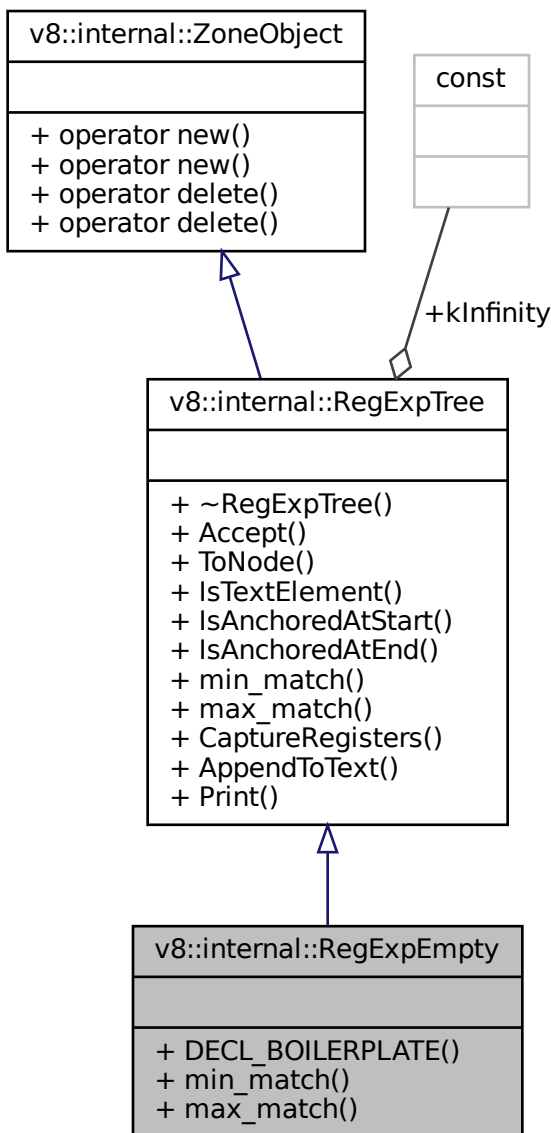 v8::internal::ZoneObject
+ operator new()
+ operator new()
+ operator delete()
+ operator delete()
const
+kInfinity
v8::internal::RegExpTree
+ ~RegExpTree()
+ Accept()
+ ToNode()
+ IsTextElement()
+ IsAnchoredAtStart()
+ IsAnchoredAtEnd()
+ min_match()
+ max_match()
+ CaptureRegisters()
+ AppendToText()
+ Print()
v8::internal::RegExpEmpty
+ DECL_BOILERPLATE()
+ min_match()
+ max_match()